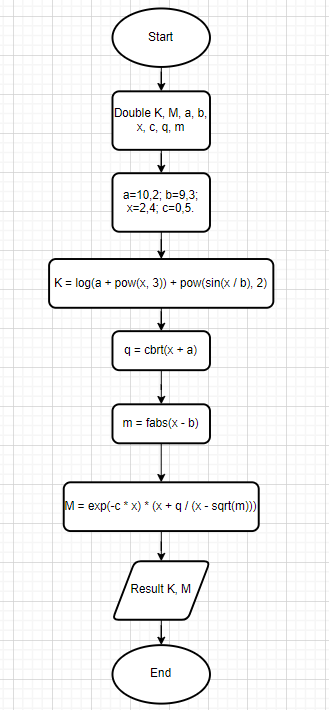 Start
Double K, M, a, b,
x, c, q, m
a=10,2; b=9,3;
x=2,4; c=0,5.
K = log(a + pow(x, 3)) + pow(sin(x / b), 2)
q = cbrt(x + a)
m = fabs(x - b)
M = exp(-c * x) * (x + q / (x - sqrt(m)))
Result K, M
End